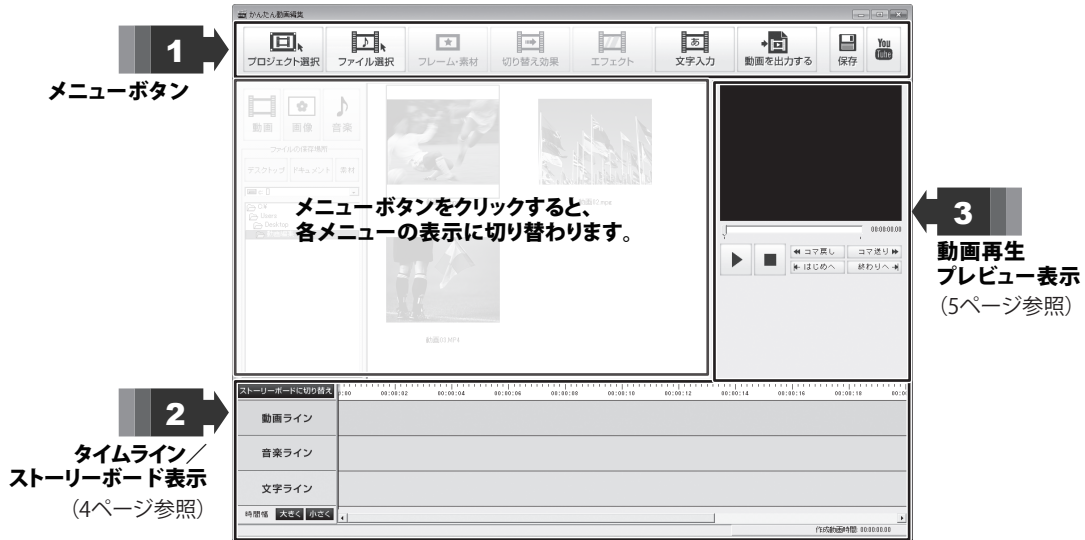 かんたん動画編集
1
メニューボタン
プロジェクト選択 ファイル選択 フレーム・素材 切り替え効果 エフェクト 文字入力 動画を出力する 保存 You Tube
動画 画像 音楽
ファイルの保存場所
デスクトップ ドキュメント 素材
C:¥
Users
Desktop
動画02.mov
動画03.MP4
メニューボタンをクリックすると、
各メニューの表示に切り替わります。
00:00:00.00
コマ戻し コマ送り
はじめへ 終わりへ
3
動画再生
プレビュー表示
(5ページ参照)
2
タイムライン/
ストーリーボード表示
(4ページ参照)
ストーリーボードに切り替え 00:00:02 00:00:04 00:00:06 00:00:08 00:00:10 00:00:12 00:00:14 00:00:16 00:00:18
動画ライン
音楽ライン
文字ライン
時間幅 大きく 小さく
作成動画時間: 00:00:00.00